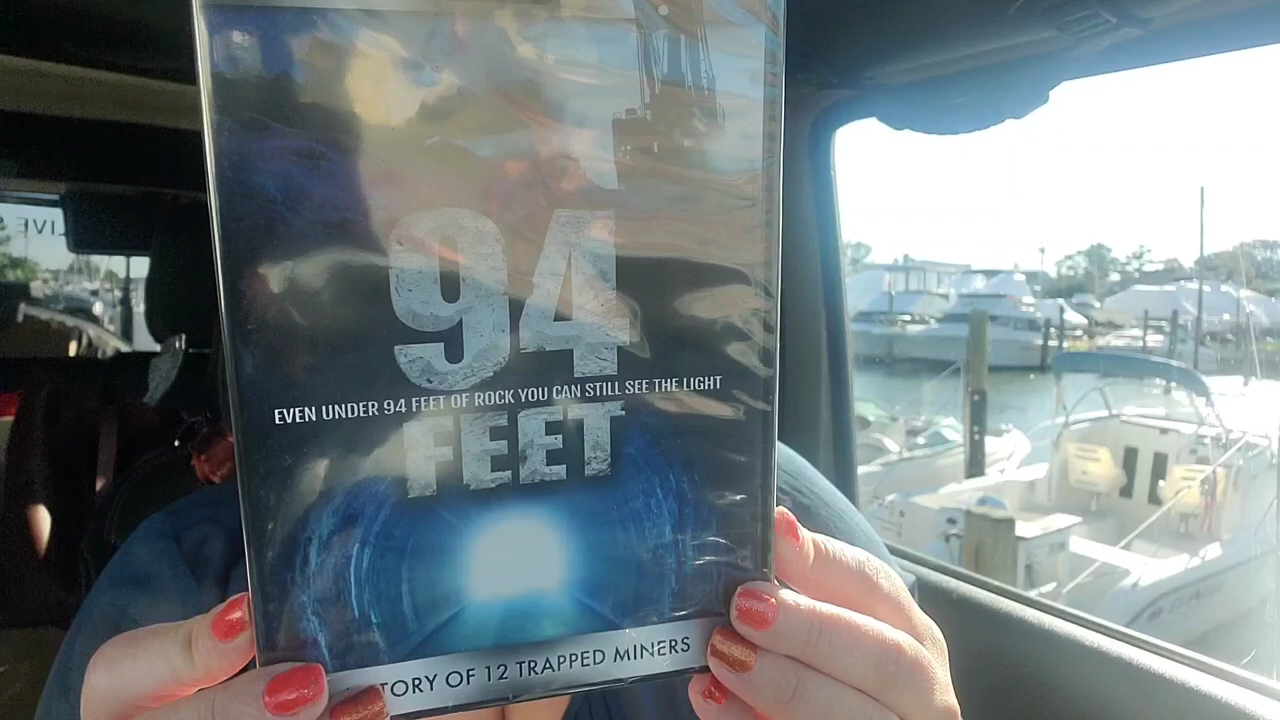 94
EVEN UNDER 94 FEET OF ROCK YOU CAN STILL SEE THE LIGHT
FEET
TORY OF 12 TRAPPED MINERS
LIVE